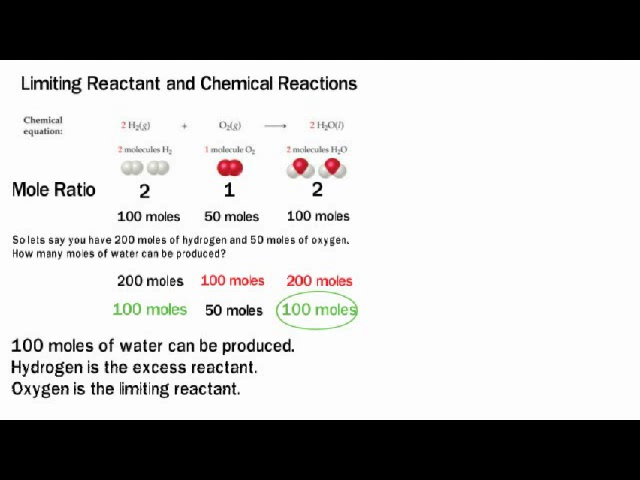 Limiting Reactant and Chemical Reactions
Chemical equation: 2 H₂(g) + O₂(g) → 2 H₂O(l)
2 molecules H₂ 1 molecule O₂ 2 molecules H₂O
Mole Ratio 2 1 2
100 moles 50 moles 100 moles
So lets say you have 200 moles of hydrogen and 50 moles of oxygen.
How many moles of water can be produced?
200 moles 100 moles 200 moles
100 moles 50 moles 100 moles
100 moles of water can be produced.
Hydrogen is the excess reactant.
Oxygen is the limiting reactant.